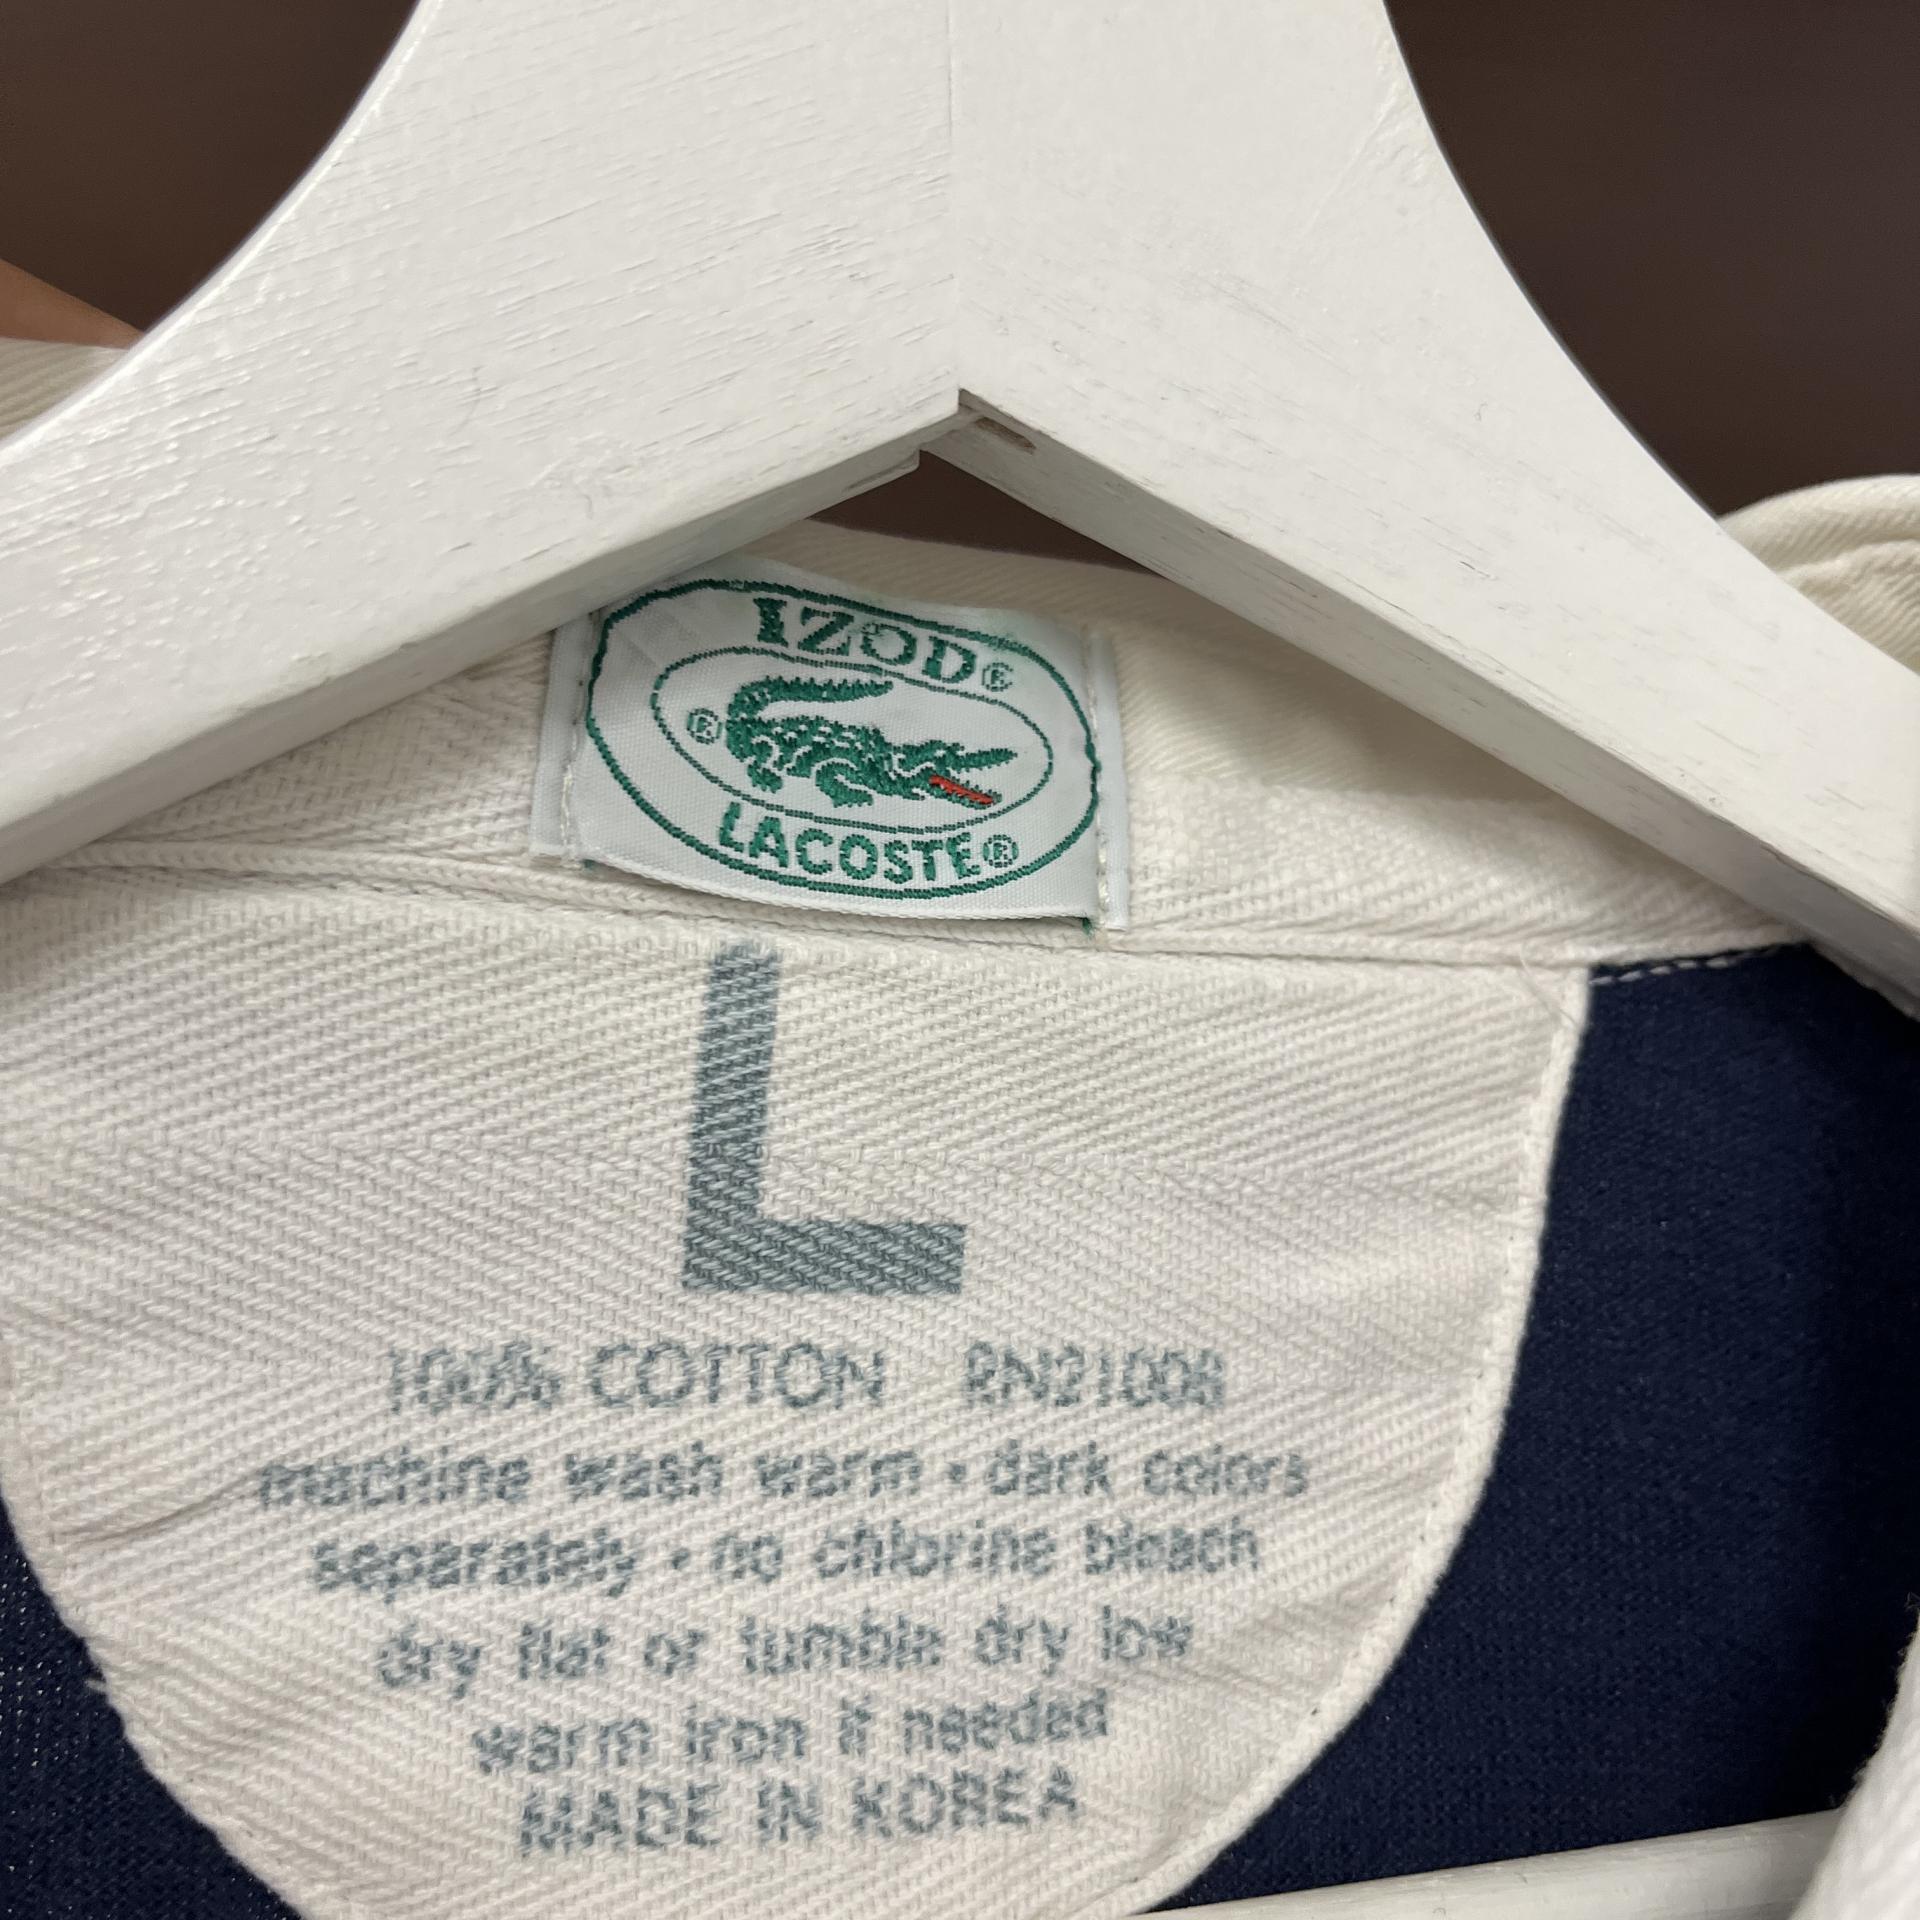 IZOD®
®
LACOSTE®
L
100% COTTON RN21008
machine wash warm • dark colors
separately • no chlorine bleach
dry flat or tumble dry low
warm iron if needed
MADE IN KOREA